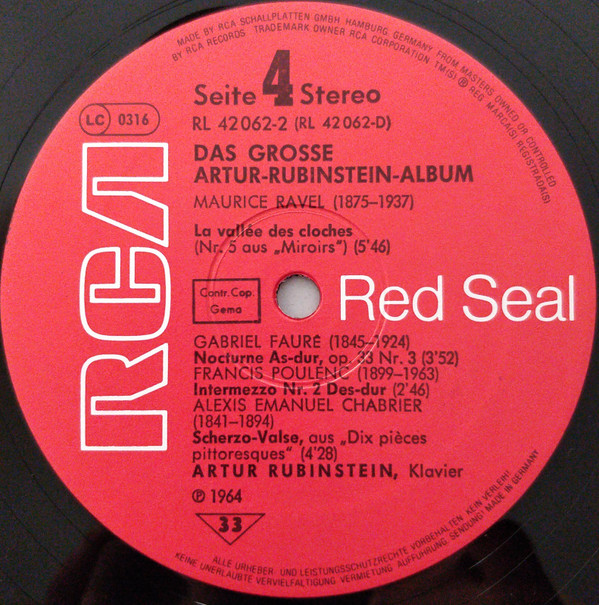 MADE BY RCA SCHALLPLATTEN GMBH, HAMBURG, GERMANY FROM MASTERS OWNED OR CONTROLLED
BY RCA RECORDS TRADEMARK OWNER RCA CORPORATION TM(S) ® REG. MARCA(S) REGISTRADA(S)
Seite 4 Stereo
LC 0316
RL 42062-2 (RL 42062-D)
DAS GROSSE
ARTUR-RUBINSTEIN-ALBUM
MAURICE RAVEL (1875–1937)
La vallée des cloches
(Nr. 5 aus „Miroirs“) (5'46)
RCA
Contr. Cop.
Gema
Red Seal
GABRIEL FAURÉ (1845–1924)
Nocturne As-dur, op. 33 Nr. 3 (3'52)
FRANCIS POULENC (1899–1963)
Intermezzo Nr. 2 Des-dur (2'46)
ALEXIS EMANUEL CHABRIER
(1841–1894)
Scherzo-Valse, aus „Dix pièces
pittoresques“ (4'28)
ARTUR RUBINSTEIN, Klavier
℗ 1964
33
ALLE URHEBER- UND LEISTUNGSSCHUTZRECHTE VORBEHALTEN. KEIN VERLEIH!
KEINE UNERLAUBTE VERVIELFÄLTIGUNG, VERMIETUNG, AUFFÜHRUNG, SENDUNG! MADE IN GERMANY